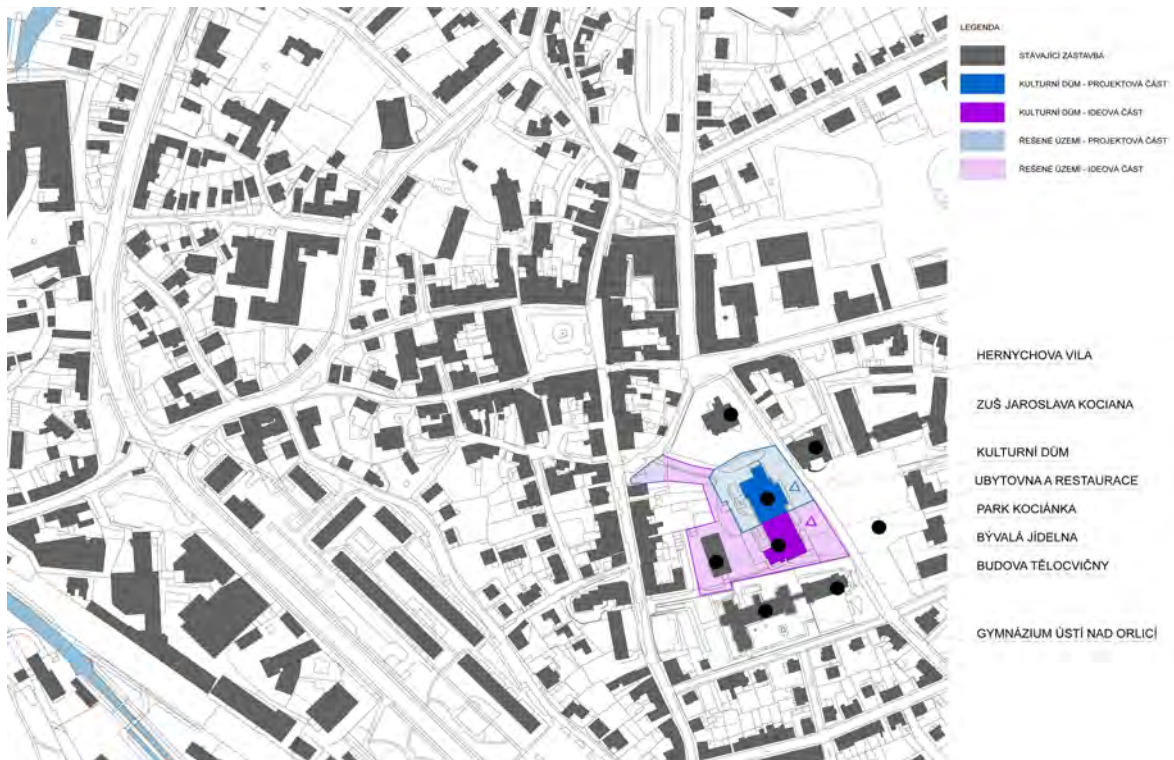 LEGENDA :
STÁVAJÍCÍ ZÁSTAVBA
KULTURNÍ DŮM - PROJEKTOVÁ ČÁST
KULTURNÍ DŮM - IDEOVÁ ČÁST
ŘEŠENÉ ÚZEMÍ - PROJEKTOVÁ ČÁST
ŘEŠENÉ ÚZEMÍ - IDEOVÁ ČÁST
HERNYCHOVA VILA
ZUŠ JAROSLAVA KOCIANA
KULTURNÍ DŮM
UBYTOVNA A RESTAURACE
PARK KOCIÁNKA
BÝVALÁ JÍDELNA
BUDOVA TĚLOCVIČNY
GYMNÁZIUM ÚSTÍ NAD ORLICÍ